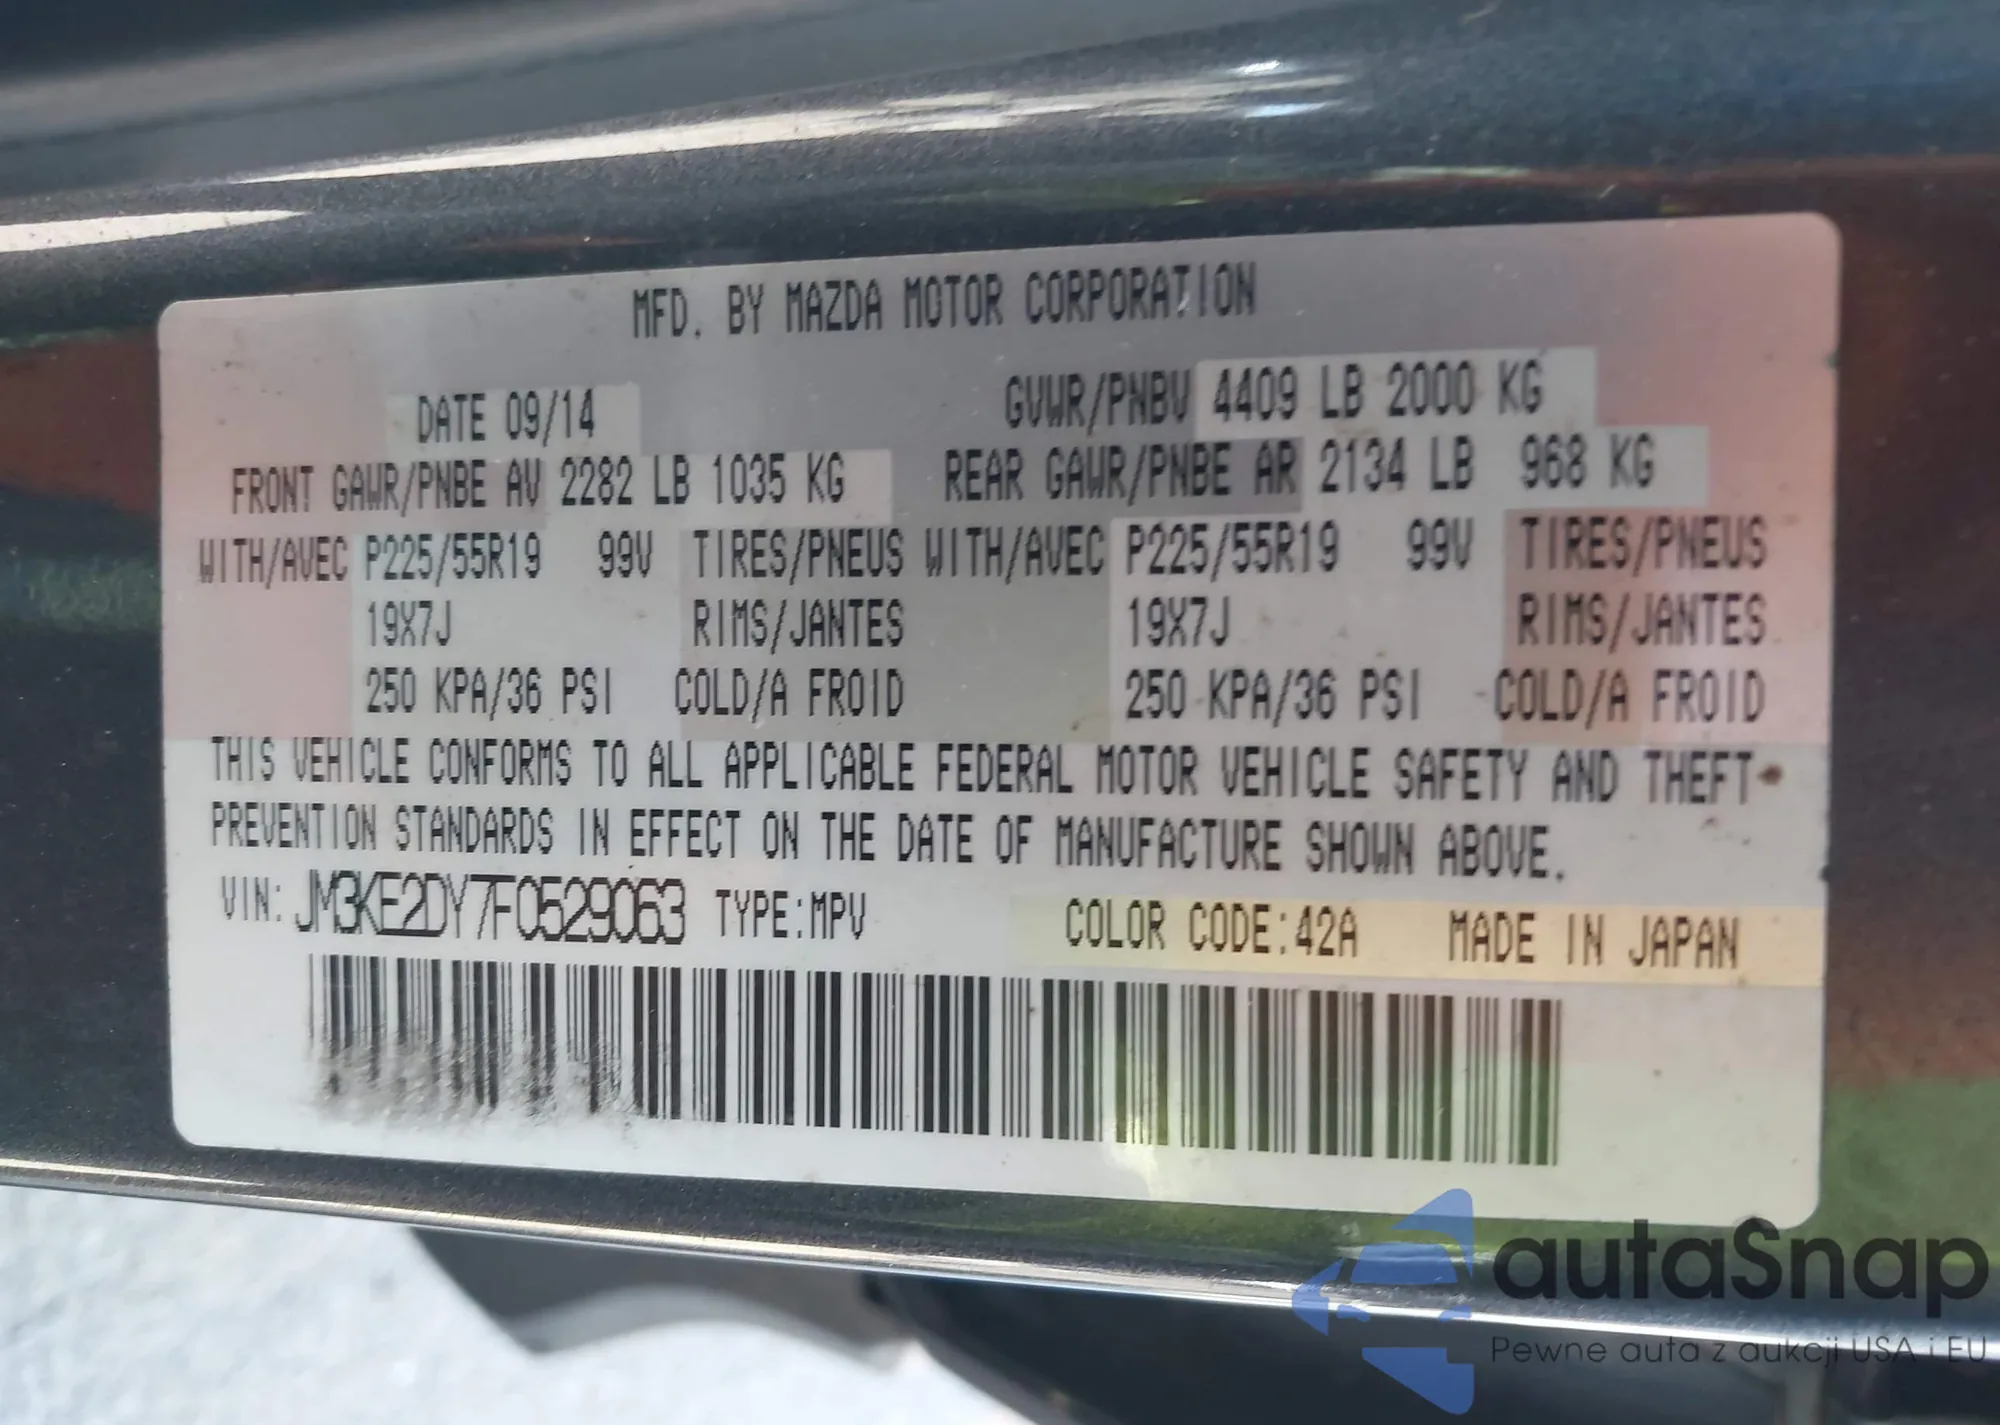 MFD. BY MAZDA MOTOR CORPORATION
DATE 09/14 GVWR/PNBV 4409 LB 2000 KG
FRONT GAWR/PNBE AV 2282 LB 1035 KG REAR GAWR/PNBE AR 2134 LB 968 KG
WITH/AVEC P225/55R19 99V TIRES/PNEUS WITH/AVEC P225/55R19 99V TIRES/PNEUS
19X7J RIMS/JANTES 19X7J RIMS/JANTES
250 KPA/36 PSI COLD/A FROID 250 KPA/36 PSI COLD/A FROID
THIS VEHICLE CONFORMS TO ALL APPLICABLE FEDERAL MOTOR VEHICLE SAFETY AND THEFT
PREVENTION STANDARDS IN EFFECT ON THE DATE OF MANUFACTURE SHOWN ABOVE.
VIN: JM3KE2DY7F0529063 TYPE:MPV COLOR CODE:42A MADE IN JAPAN
autaSnap
Pewne auta z aukcji USA i EU